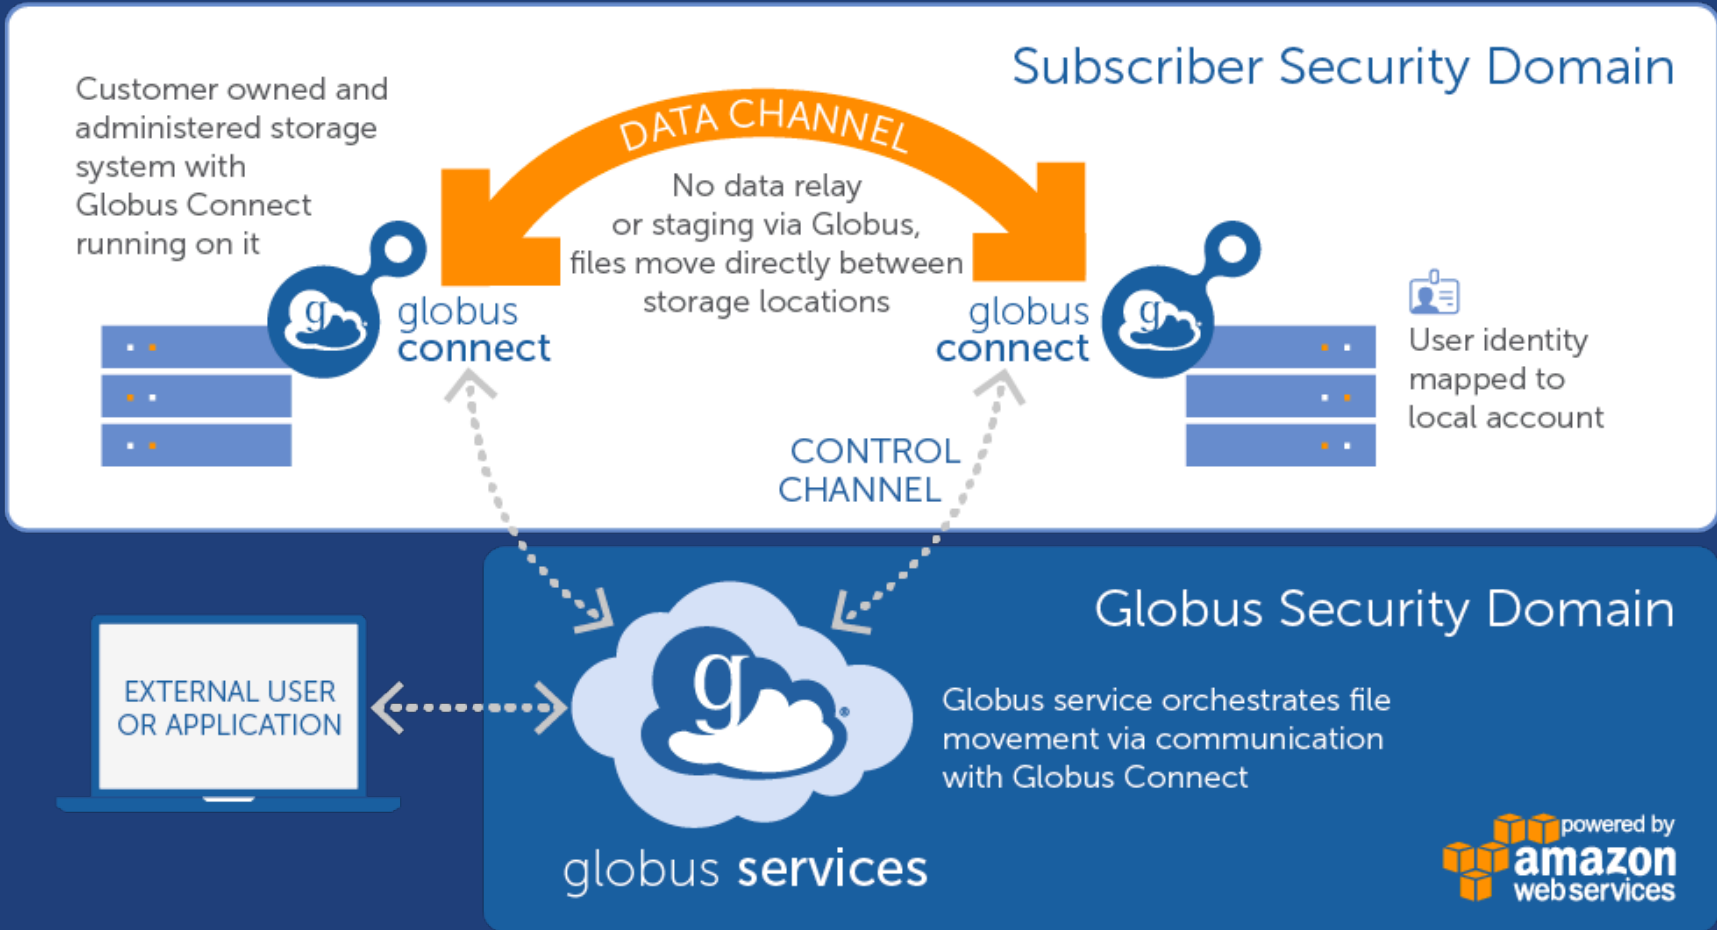 Subscriber Security Domain
Customer owned and
administered storage
system with
Globus Connect
running on it
DATA CHANNEL
No data relay
or staging via Globus,
files move directly between
storage locations
g
globus
connect
globus
connect
g
User identity
mapped to
local account
CONTROL
CHANNEL
Globus Security Domain
EXTERNAL USER
OR APPLICATION
g
®
Globus service orchestrates file
movement via communication
with Globus Connect
globus services
powered by
amazon
web services